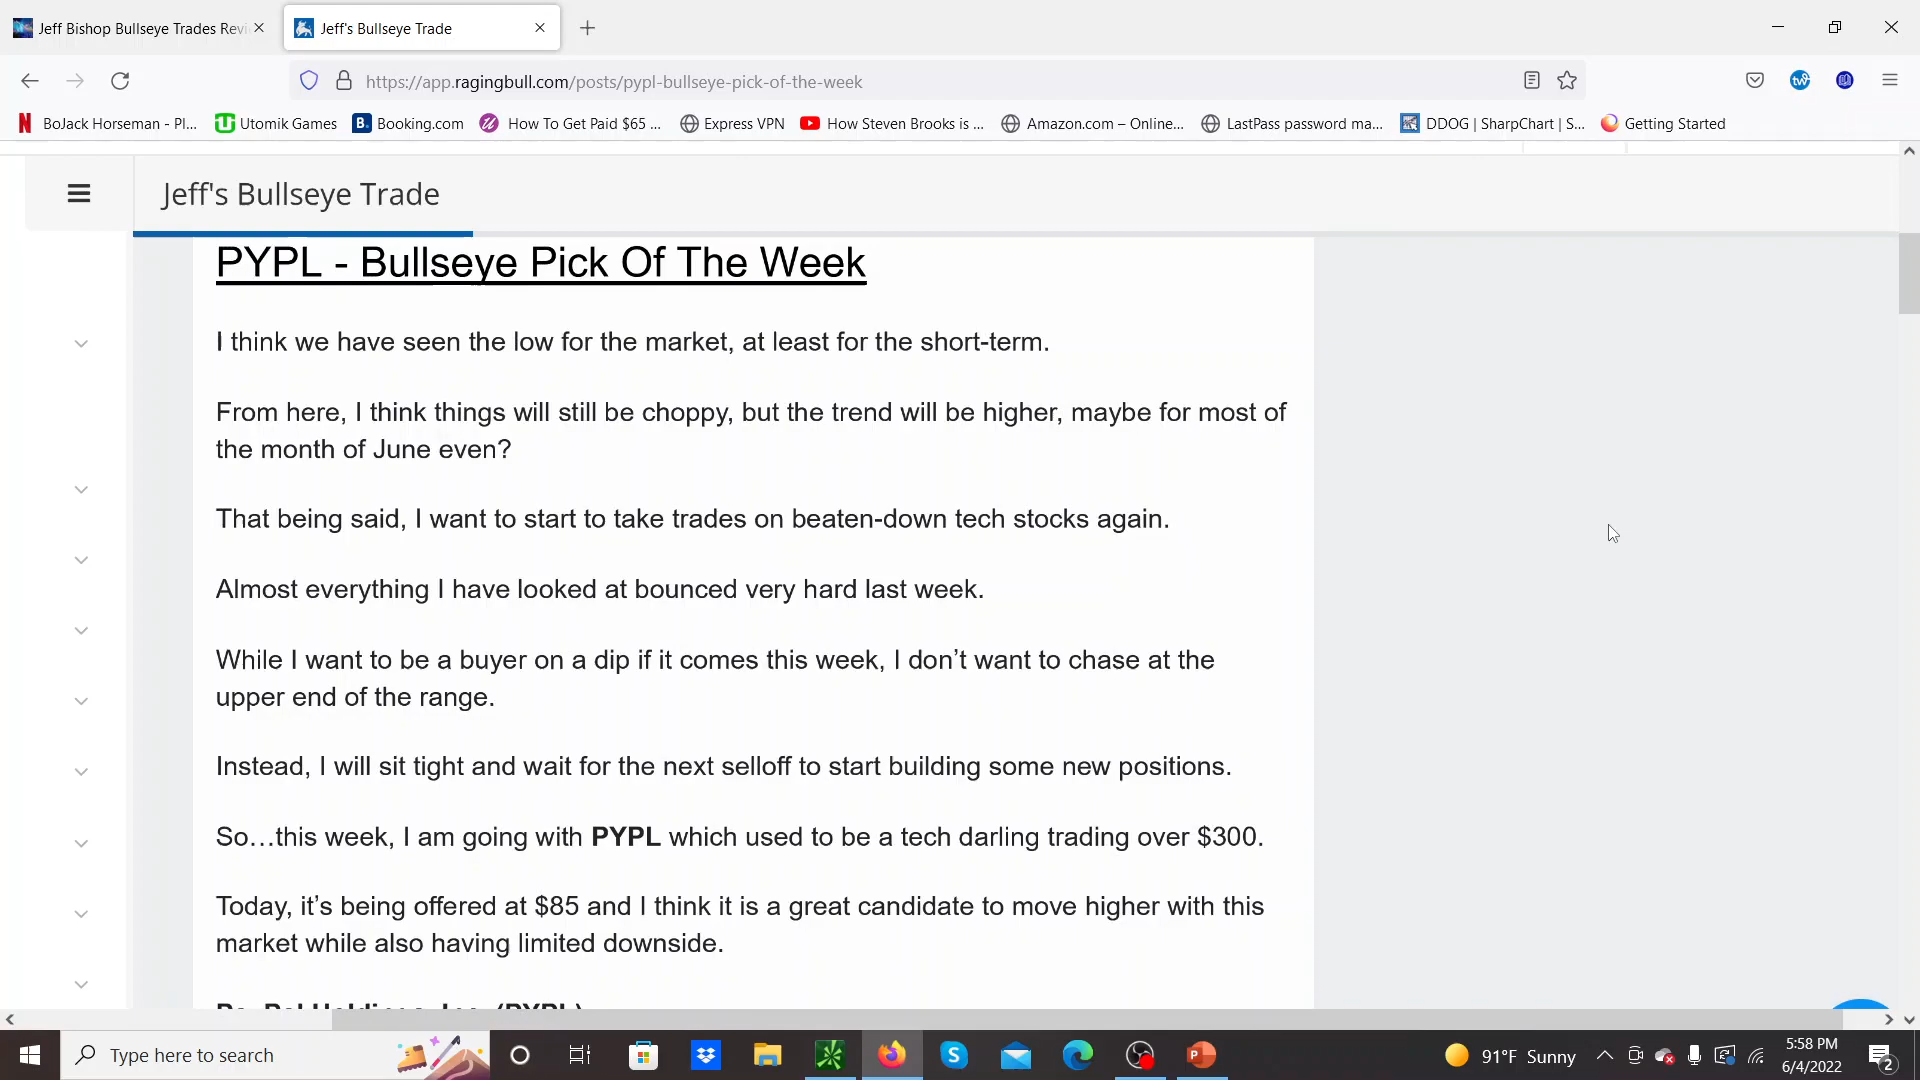 Jeff Bishop Bullseye Trades Revi
Jeff's Bullseye Trade
https://app.ragingbull.com/posts/pypl-bullseye-pick-of-the-week
BoJack Horseman - Pl...
Utomik Games
Booking.com
How To Get Paid $65 ...
Express VPN
How Steven Brooks is ...
Amazon.com – Online...
LastPass password ma...
DDOG | SharpChart | S...
Getting Started
Jeff's Bullseye Trade
PYPL - Bullseye Pick Of The Week
I think we have seen the low for the market, at least for the short-term.
From here, I think things will still be choppy, but the trend will be higher, maybe for most of
the month of June even?
That being said, I want to start to take trades on beaten-down tech stocks again.
Almost everything I have looked at bounced very hard last week.
While I want to be a buyer on a dip if it comes this week, I don’t want to chase at the
upper end of the range.
Instead, I will sit tight and wait for the next selloff to start building some new positions.
So…this week, I am going with PYPL which used to be a tech darling trading over $300.
Today, it’s being offered at $85 and I think it is a great candidate to move higher with this
market while also having limited downside.
PayPal Holdings, Inc. (PYPL)
Type here to search
91°F Sunny
5:58 PM
6/4/2022
2